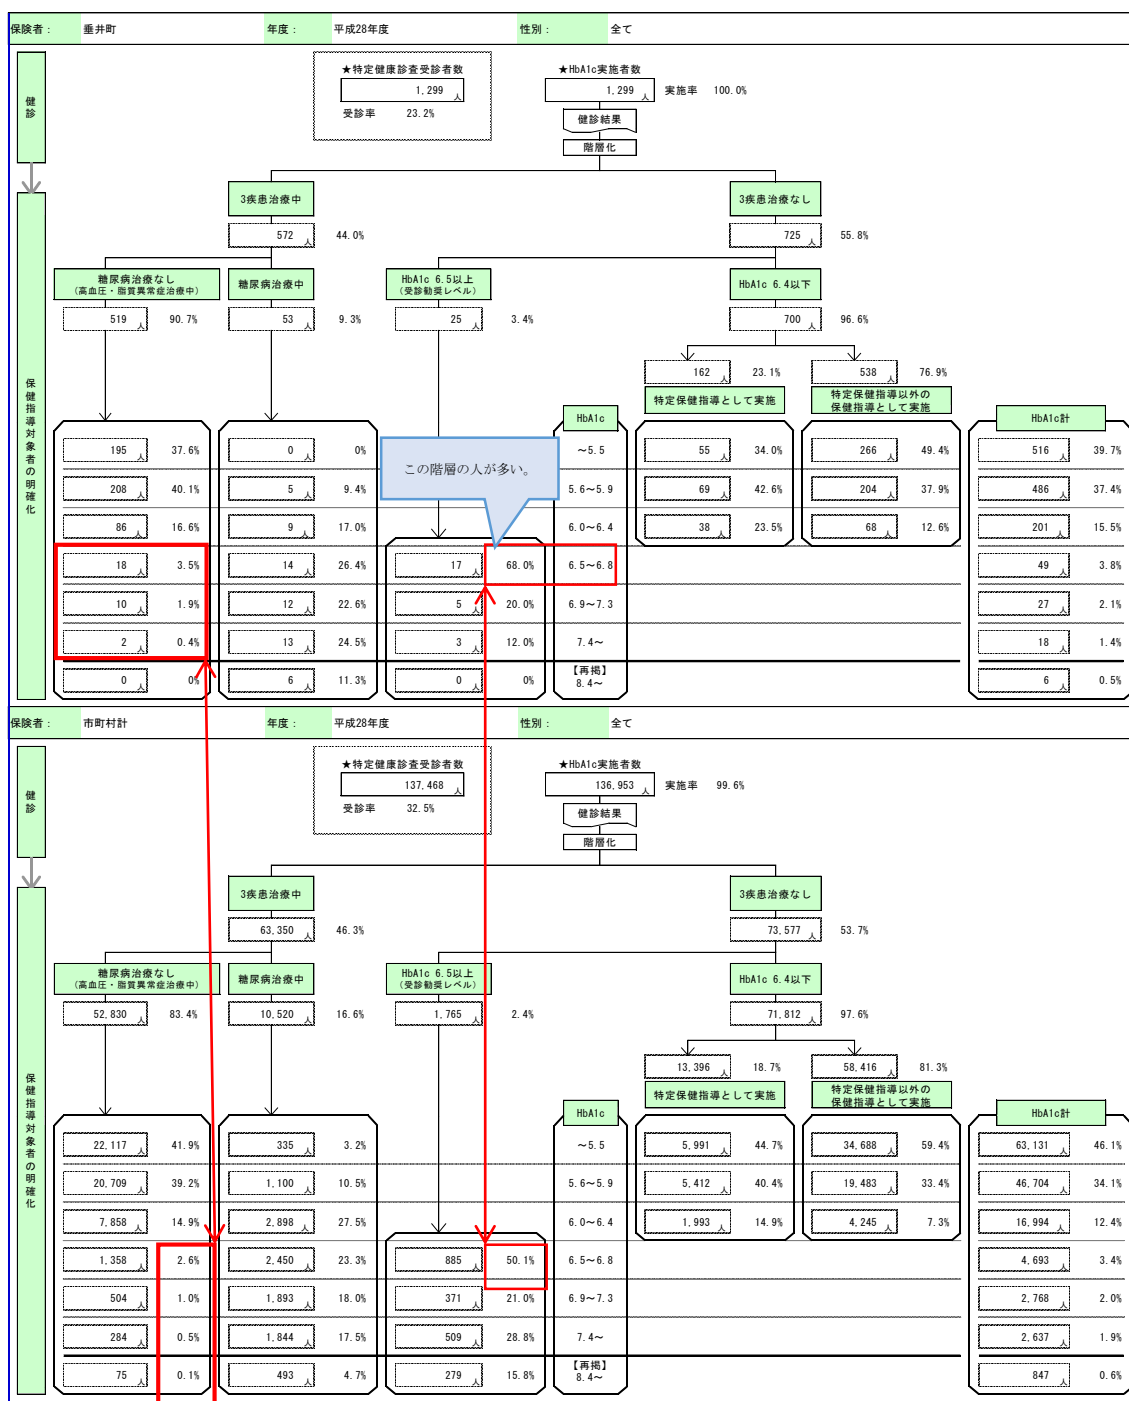 保険者： 垂井町 年度： 平成28年度 性別： 全て
健診
★特定健康診査受診者数
1,299 人
受診率 23.2%
★HbA1c実施者数
1,299 人 実施率 100.0%
健診結果
階層化
保健指導対象者の明確化
3疾患治療中
572 人 44.0%
3疾患治療なし
725 人 55.8%
糖尿病治療なし
（高血圧・脂質異常症治療中）
519 人 90.7%
糖尿病治療中
53 人 9.3%
HbA1c 6.5以上
（受診勧奨レベル）
25 人 3.4%
HbA1c 6.4以下
700 人 96.6%
162 人 23.1%
特定保健指導として実施
538 人 76.9%
特定保健指導以外の
保健指導として実施
HbA1c
HbA1c計
この階層の人が多い。
195 人 37.6% 0 人 0% ～5.5 55 人 34.0% 266 人 49.4% 516 人 39.7%
208 人 40.1% 5 人 9.4% 5.6～5.9 69 人 42.6% 204 人 37.9% 486 人 37.4%
86 人 16.6% 9 人 17.0% 6.0～6.4 38 人 23.5% 68 人 12.6% 201 人 15.5%
18 人 3.5% 14 人 26.4% 17 人 68.0% 6.5～6.8 49 人 3.8%
10 人 1.9% 12 人 22.6% 5 人 20.0% 6.9～7.3 27 人 2.1%
2 人 0.4% 13 人 24.5% 3 人 12.0% 7.4～ 18 人 1.4%
【再掲】
0 人 0% 6 人 11.3% 0 人 0% 8.4～ 6 人 0.5%
保険者： 市町村計 年度： 平成28年度 性別： 全て
健診
★特定健康診査受診者数
137,468 人
受診率 32.5%
★HbA1c実施者数
136,953 人 実施率 99.6%
健診結果
階層化
保健指導対象者の明確化
3疾患治療中
63,350 人 46.3%
3疾患治療なし
73,577 人 53.7%
糖尿病治療なし
（高血圧・脂質異常症治療中）
52,830 人 83.4%
糖尿病治療中
10,520 人 16.6%
HbA1c 6.5以上
（受診勧奨レベル）
1,765 人 2.4%
HbA1c 6.4以下
71,812 人 97.6%
13,396 人 18.7%
特定保健指導として実施
58,416 人 81.3%
特定保健指導以外の
保健指導として実施
HbA1c
HbA1c計
22,117 人 41.9% 335 人 3.2% ～5.5 5,991 人 44.7% 34,688 人 59.4% 63,131 人 46.1%
20,709 人 39.2% 1,100 人 10.5% 5.6～5.9 5,412 人 40.4% 19,483 人 33.4% 46,704 人 34.1%
7,858 人 14.9% 2,898 人 27.5% 6.0～6.4 1,993 人 14.9% 4,245 人 7.3% 16,994 人 12.4%
1,358 人 2.6% 2,450 人 23.3% 885 人 50.1% 6.5～6.8 4,693 人 3.4%
504 人 1.0% 1,893 人 18.0% 371 人 21.0% 6.9～7.3 2,768 人 2.0%
284 人 0.5% 1,844 人 17.5% 509 人 28.8% 7.4～ 2,637 人 1.9%
【再掲】
75 人 0.1% 493 人 4.7% 279 人 15.8% 8.4～ 847 人 0.6%